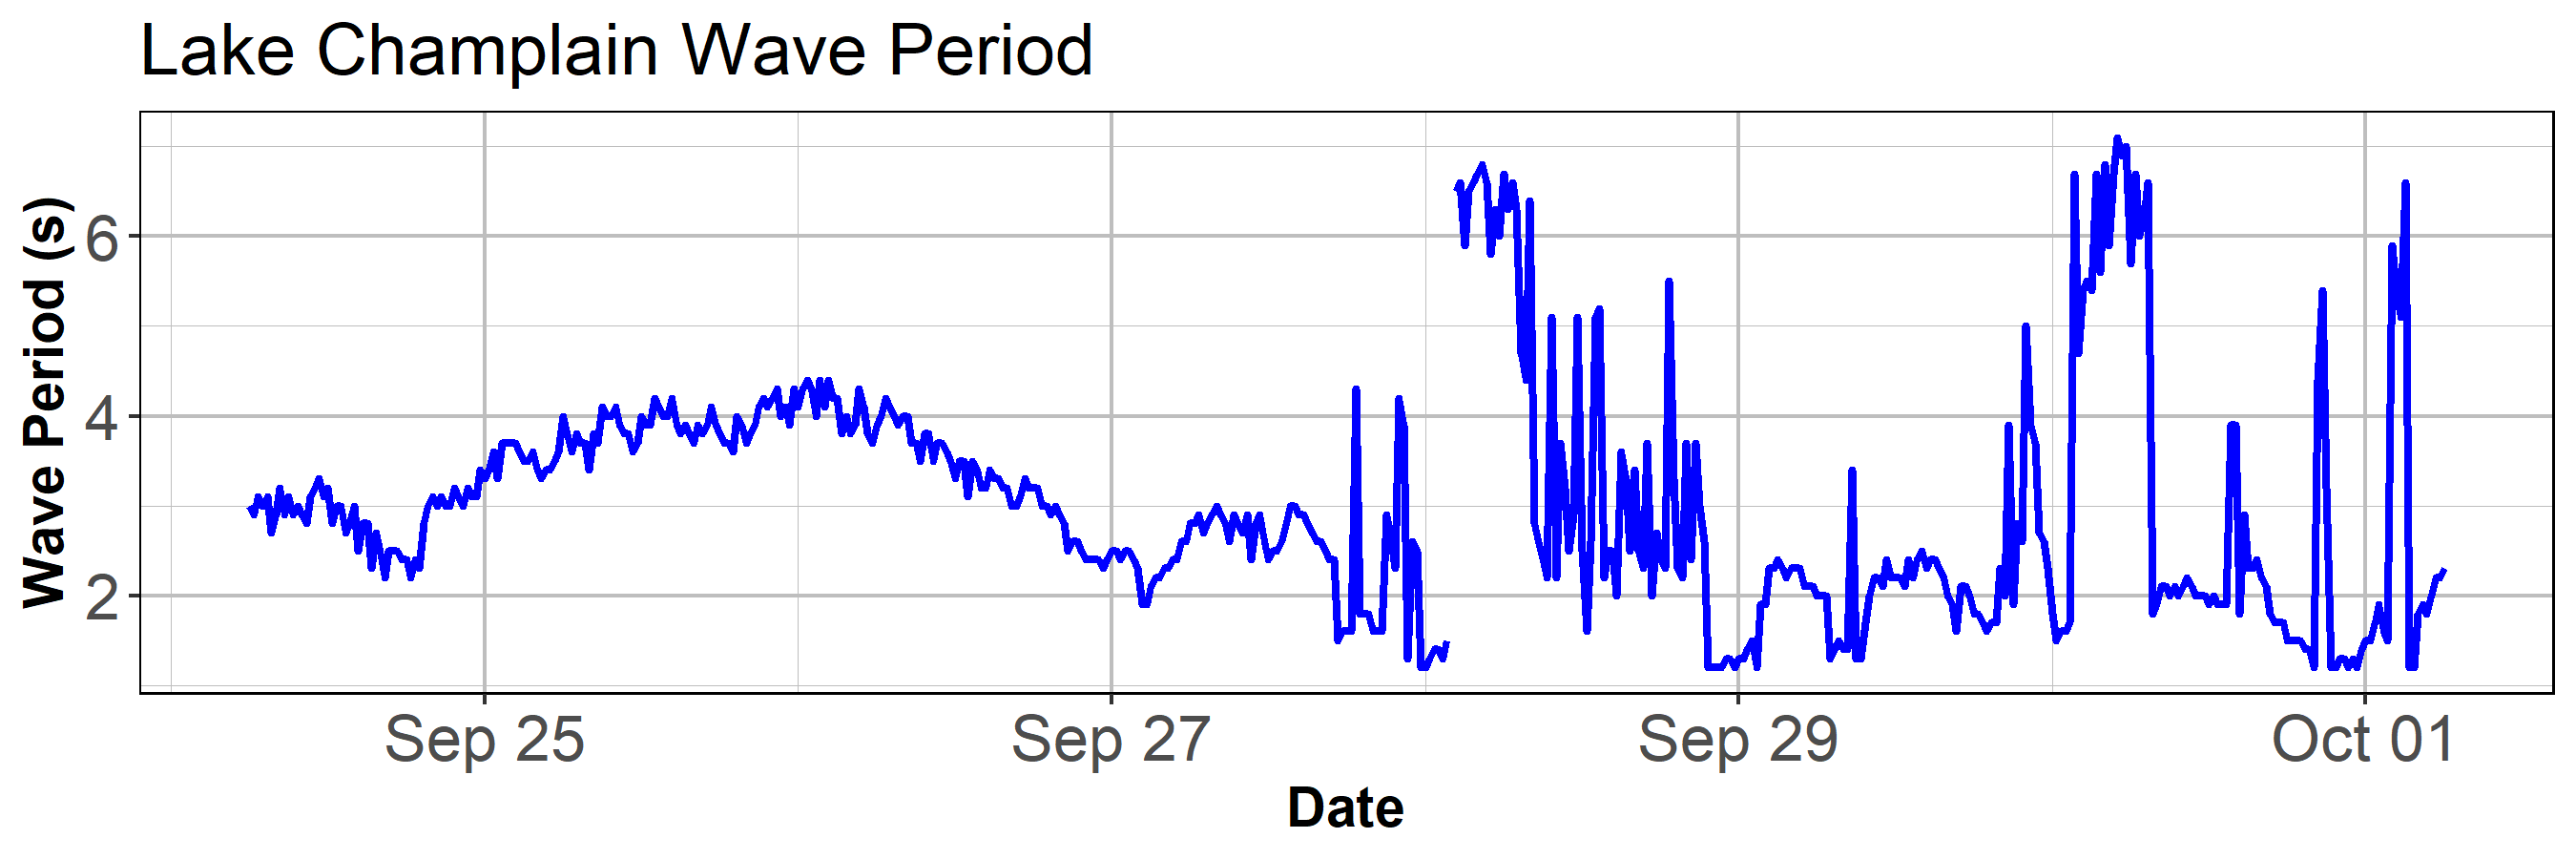 Lake Champlain Wave Period
Wave Period (s)
6
4
2
Sep 25 Sep 27 Sep 29 Oct 01
Date